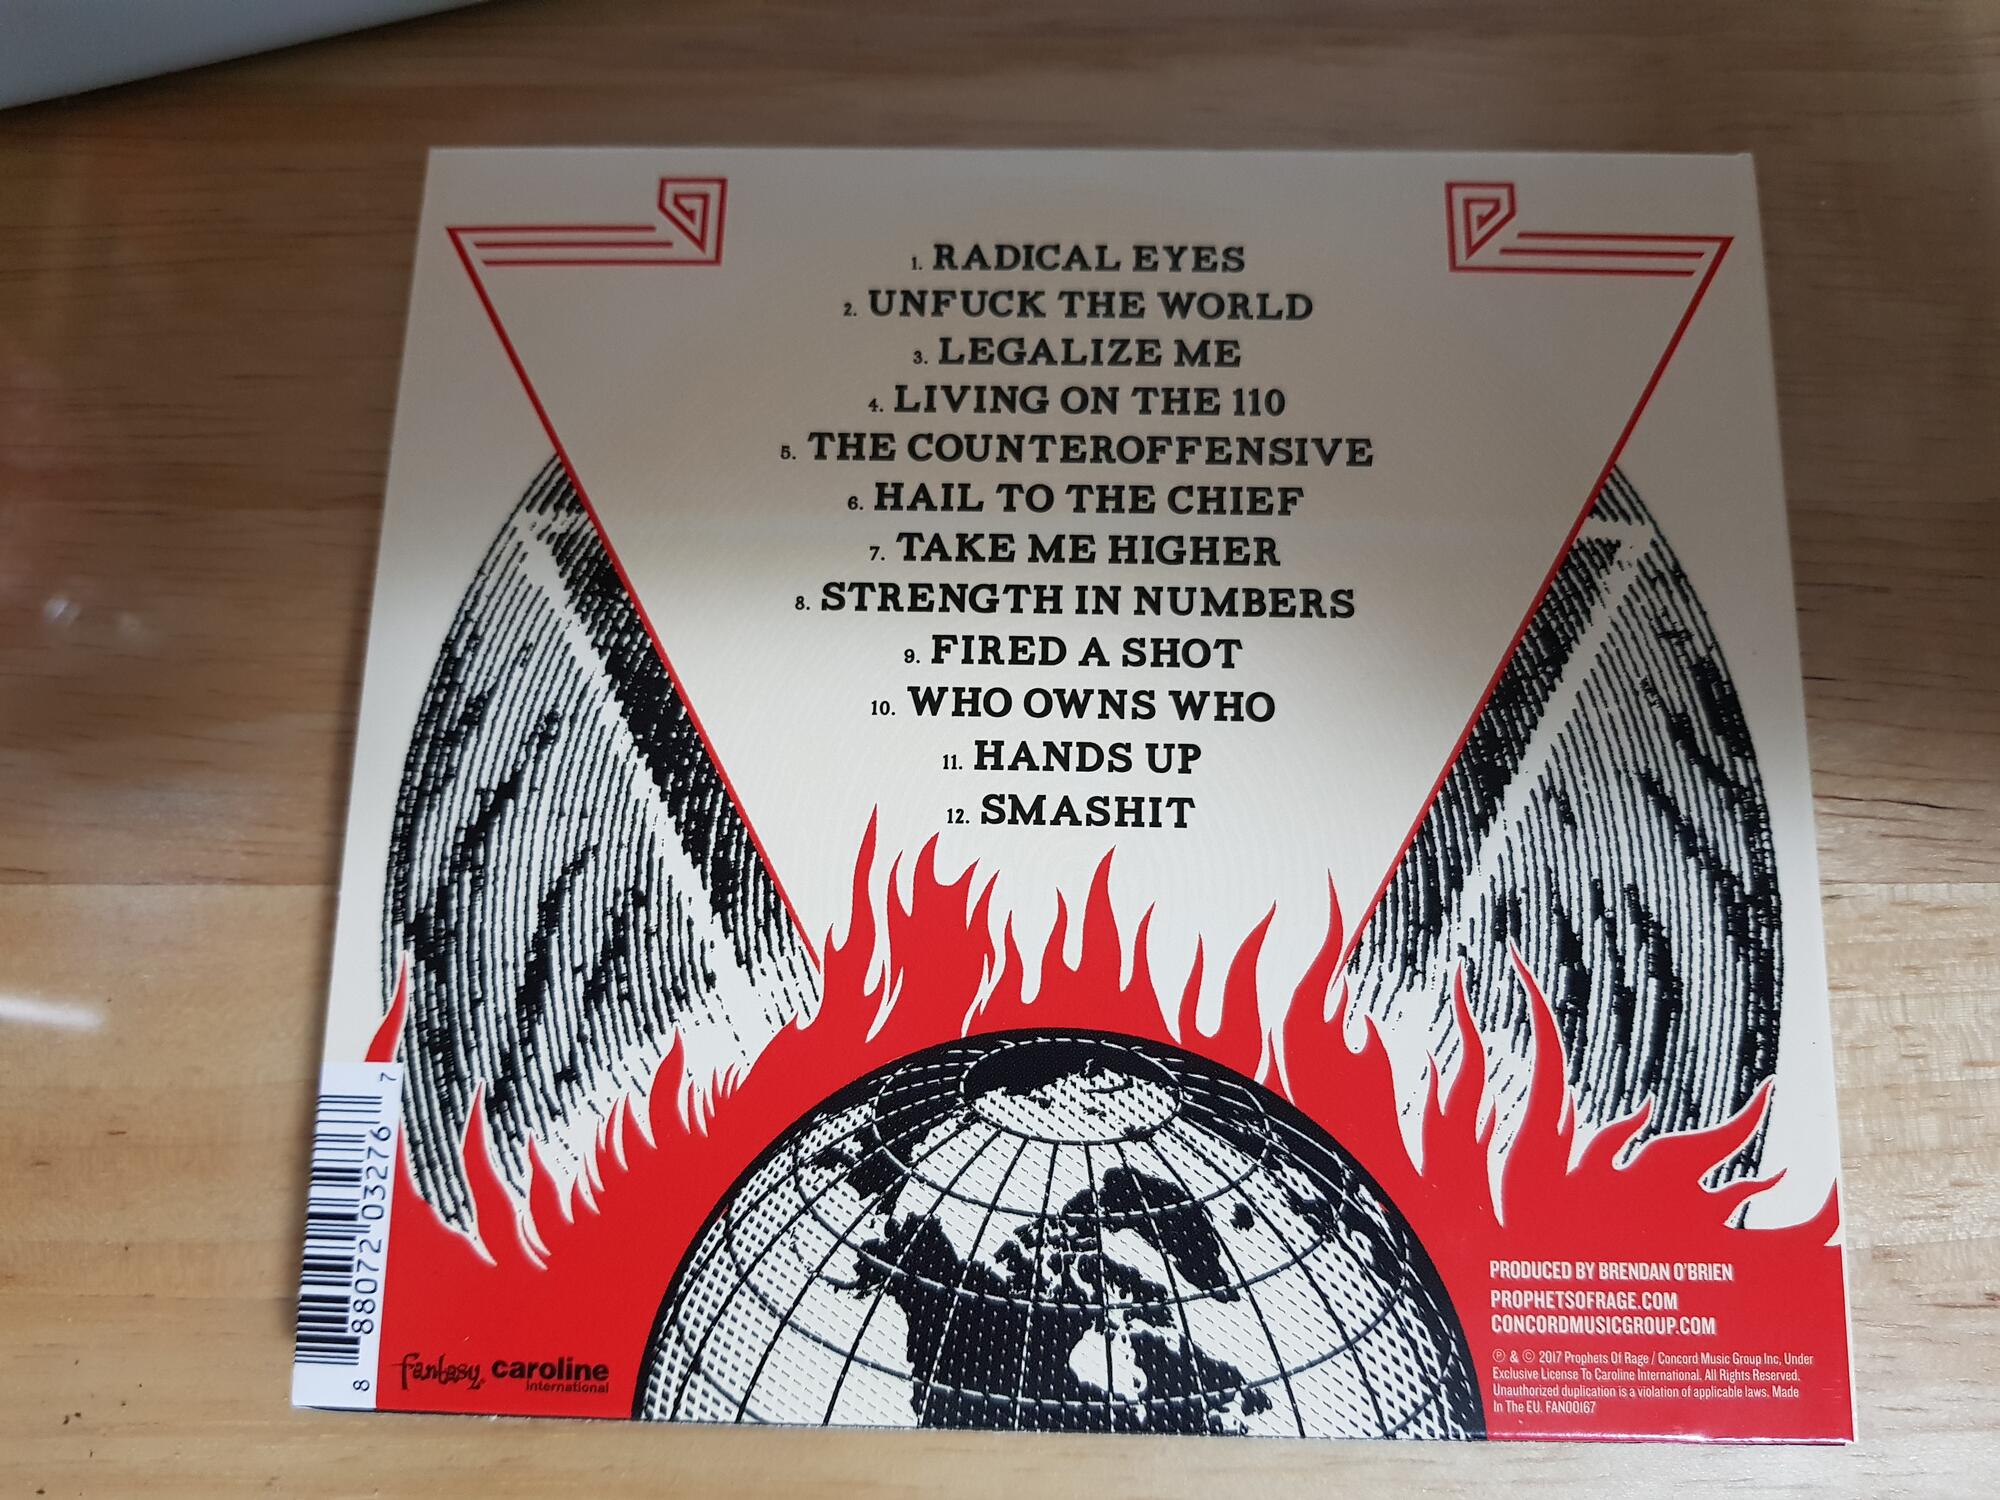 1. RADICAL EYES
2. UNFUCK THE WORLD
3. LEGALIZE ME
4. LIVING ON THE 110
5. THE COUNTEROFFENSIVE
6. HAIL TO THE CHIEF
7. TAKE ME HIGHER
8. STRENGTH IN NUMBERS
9. FIRED A SHOT
10. WHO OWNS WHO
11. HANDS UP
12. SMASHIT
8 88072 03276 7
fantasy caroline
International
PRODUCED BY BRENDAN O'BRIEN
PROPHETSOFRAGE.COM
CONCORDMUSICGROUP.COM
℗ & © 2017 Prophets Of Rage / Concord Music Group Inc, Under
Exclusive License To Caroline International. All Rights Reserved.
Unauthorized duplication is a violation of applicable laws. Made
In The EU. FAN00167